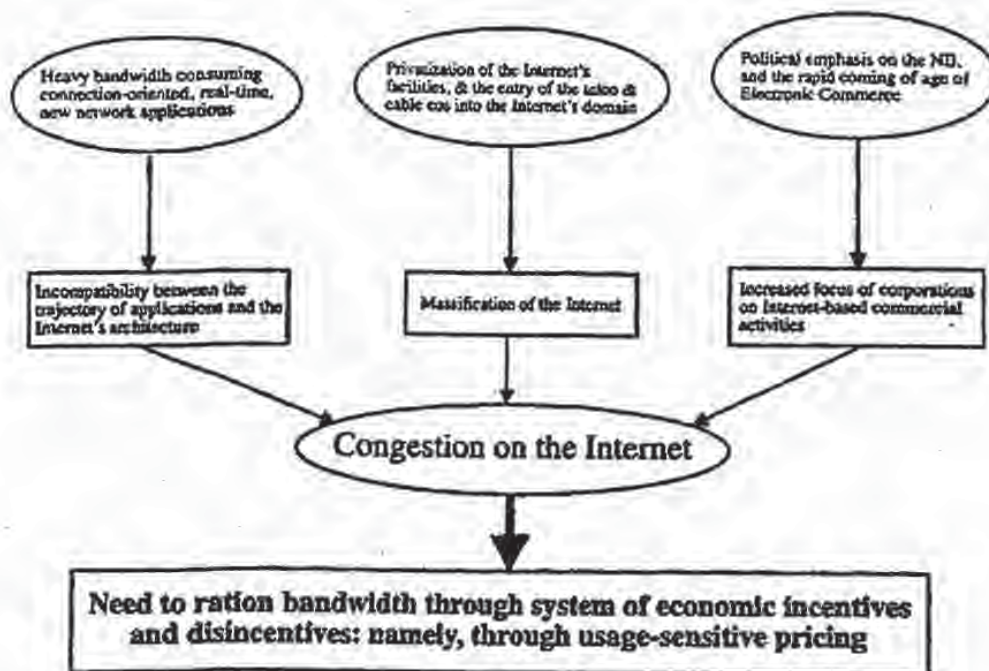 Heavy bandwidth consuming
connection-oriented, real-time,
new network applications
Privatization of the Internet's
facilities, & the entry of the telco &
cable cos into the Internet's domain
Political emphasis on the NII,
and the rapid coming of age of
Electronic Commerce
Incompatibility between the
trajectory of applications and the
Internet's architecture
Massification of the Internet
Increased focus of corporations
on Internet-based commercial
activities
Congestion on the Internet
Need to ration bandwidth through system of economic incentives
and disincentives: namely, through usage-sensitive pricing